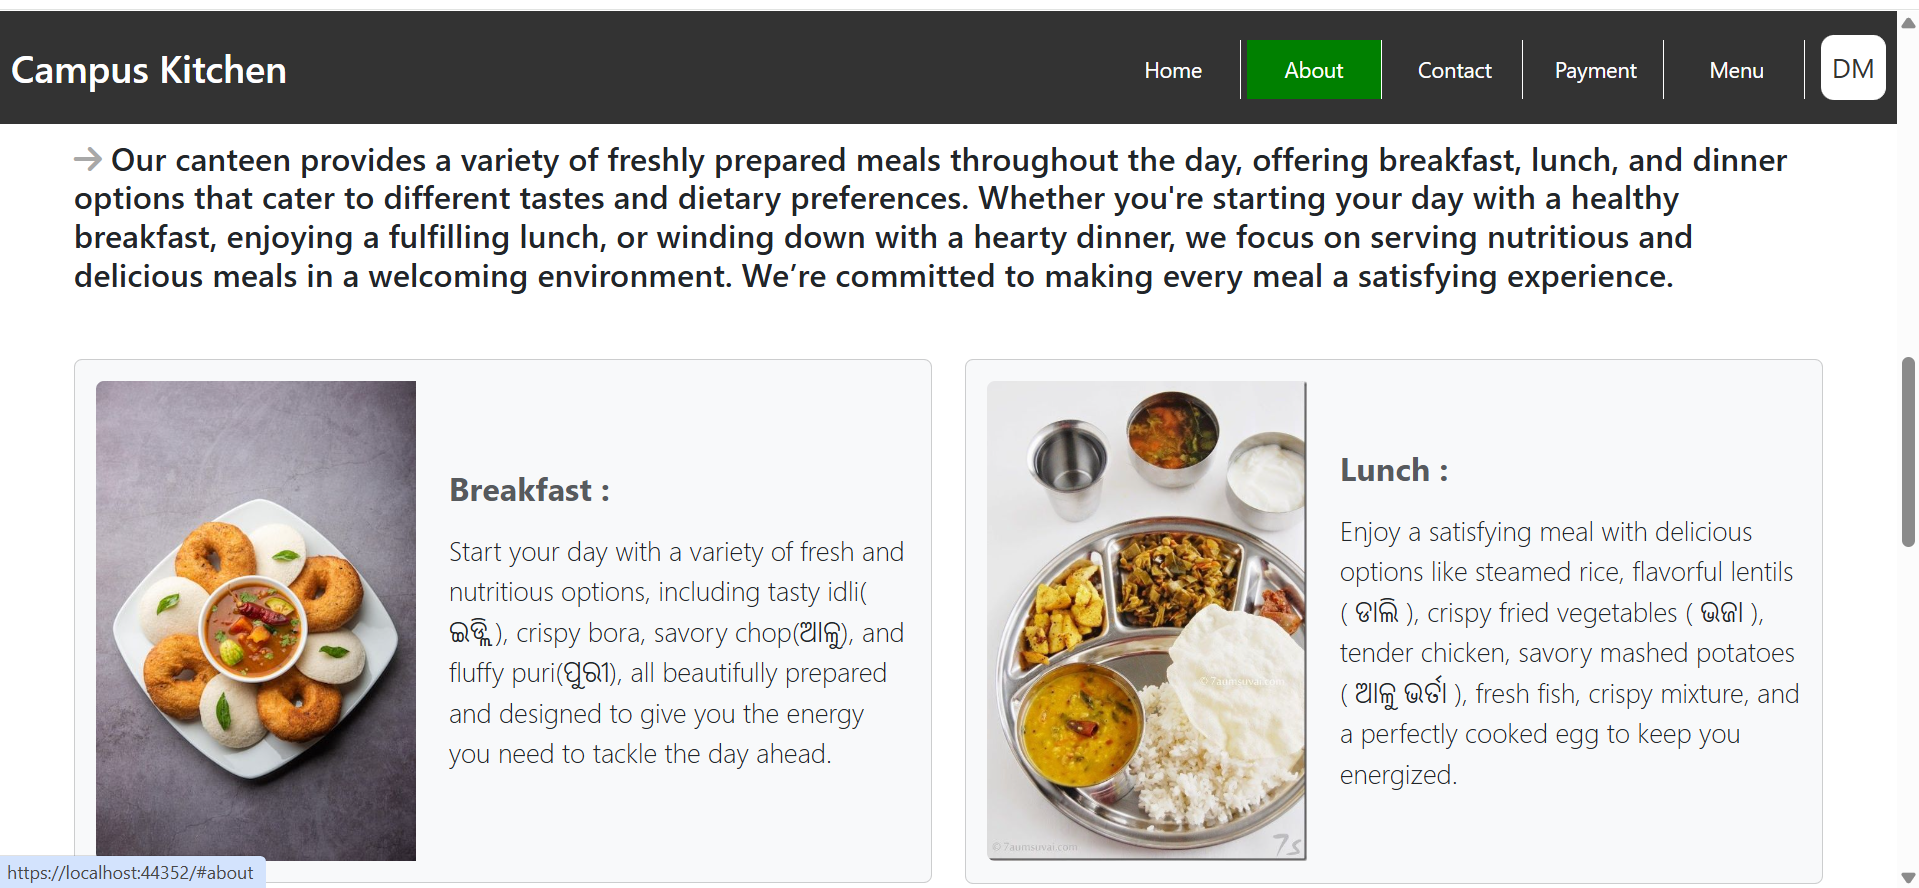 Campus Kitchen
Home
About
Contact
Payment
Menu
DM
→ Our canteen provides a variety of freshly prepared meals throughout the day, offering breakfast, lunch, and dinner
options that cater to different tastes and dietary preferences. Whether you're starting your day with a healthy
breakfast, enjoying a fulfilling lunch, or winding down with a hearty dinner, we focus on serving nutritious and
delicious meals in a welcoming environment. We’re committed to making every meal a satisfying experience.
Breakfast :
Start your day with a variety of fresh and
nutritious options, including tasty idli(
ଇଡ୍ଲି ), crispy bora, savory chop(ଆଳୁ), and
fluffy puri(ପୁରୀ), all beautifully prepared
and designed to give you the energy
you need to tackle the day ahead.
Lunch :
Enjoy a satisfying meal with delicious
options like steamed rice, flavorful lentils
( ଡାଲି ), crispy fried vegetables ( ଭଜା ),
tender chicken, savory mashed potatoes
( ଆଳୁ ଭର୍ତା ), fresh fish, crispy mixture, and
a perfectly cooked egg to keep you
energized.
© 7aumsuvai.com
© 7aumsuvai.com
7s
https://localhost:44352/#about